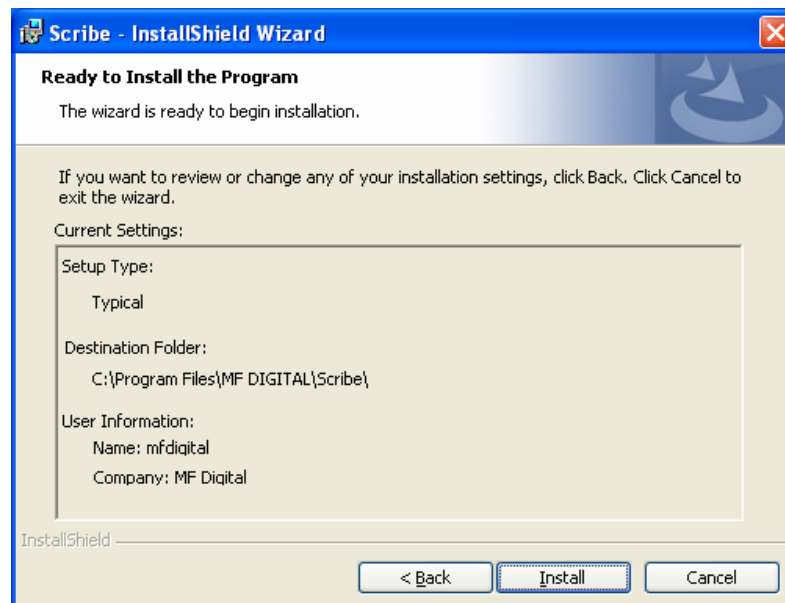 Scribe - InstallShield Wizard
Ready to Install the Program
The wizard is ready to begin installation.
If you want to review or change any of your installation settings, click Back. Click Cancel to
exit the wizard.
Current Settings:
Setup Type:
Typical
Destination Folder:
C:\Program Files\MF DIGITAL\Scribe\
User Information:
Name: mfdigital
Company: MF Digital
InstallShield
< Back
Install
Cancel